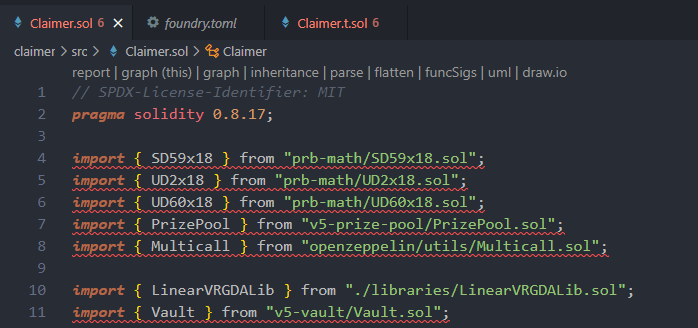 Claimer.sol 6 foundry.toml Claimer.t.sol 6
claimer > src > Claimer.sol > Claimer
report | graph (this) | graph | inheritance | parse | flatten | funcSigs | uml | draw.io
1 // SPDX-License-Identifier: MIT
2 pragma solidity 0.8.17;
3
4 import { SD59x18 } from "prb-math/SD59x18.sol";
5 import { UD2x18 } from "prb-math/UD2x18.sol";
6 import { UD60x18 } from "prb-math/UD60x18.sol";
7 import { PrizePool } from "v5-prize-pool/PrizePool.sol";
8 import { Multicall } from "openzeppelin/utils/Multicall.sol";
9
10 import { LinearVRGDALib } from "./libraries/LinearVRGDALib.sol";
11 import { Vault } from "v5-vault/Vault.sol";